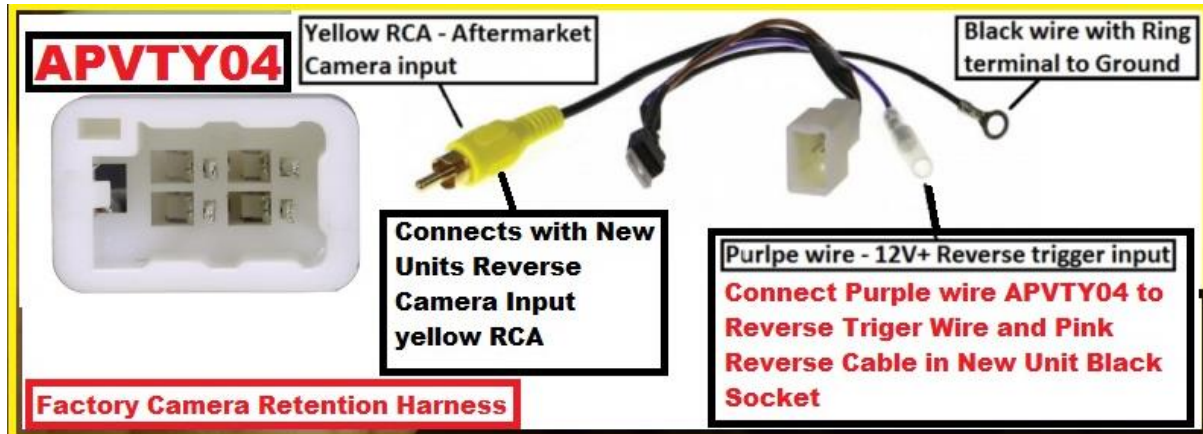 APVTY04
Yellow RCA - Aftermarket
Camera input
Black wire with Ring
terminal to Ground
Connects with New
Units Reverse
Camera Input
yellow RCA
Purlpe wire - 12V+ Reverse trigger input
Connect Purple wire APVTY04 to
Reverse Triger Wire and Pink
Reverse Cable in New Unit Black
Socket
Factory Camera Retention Harness